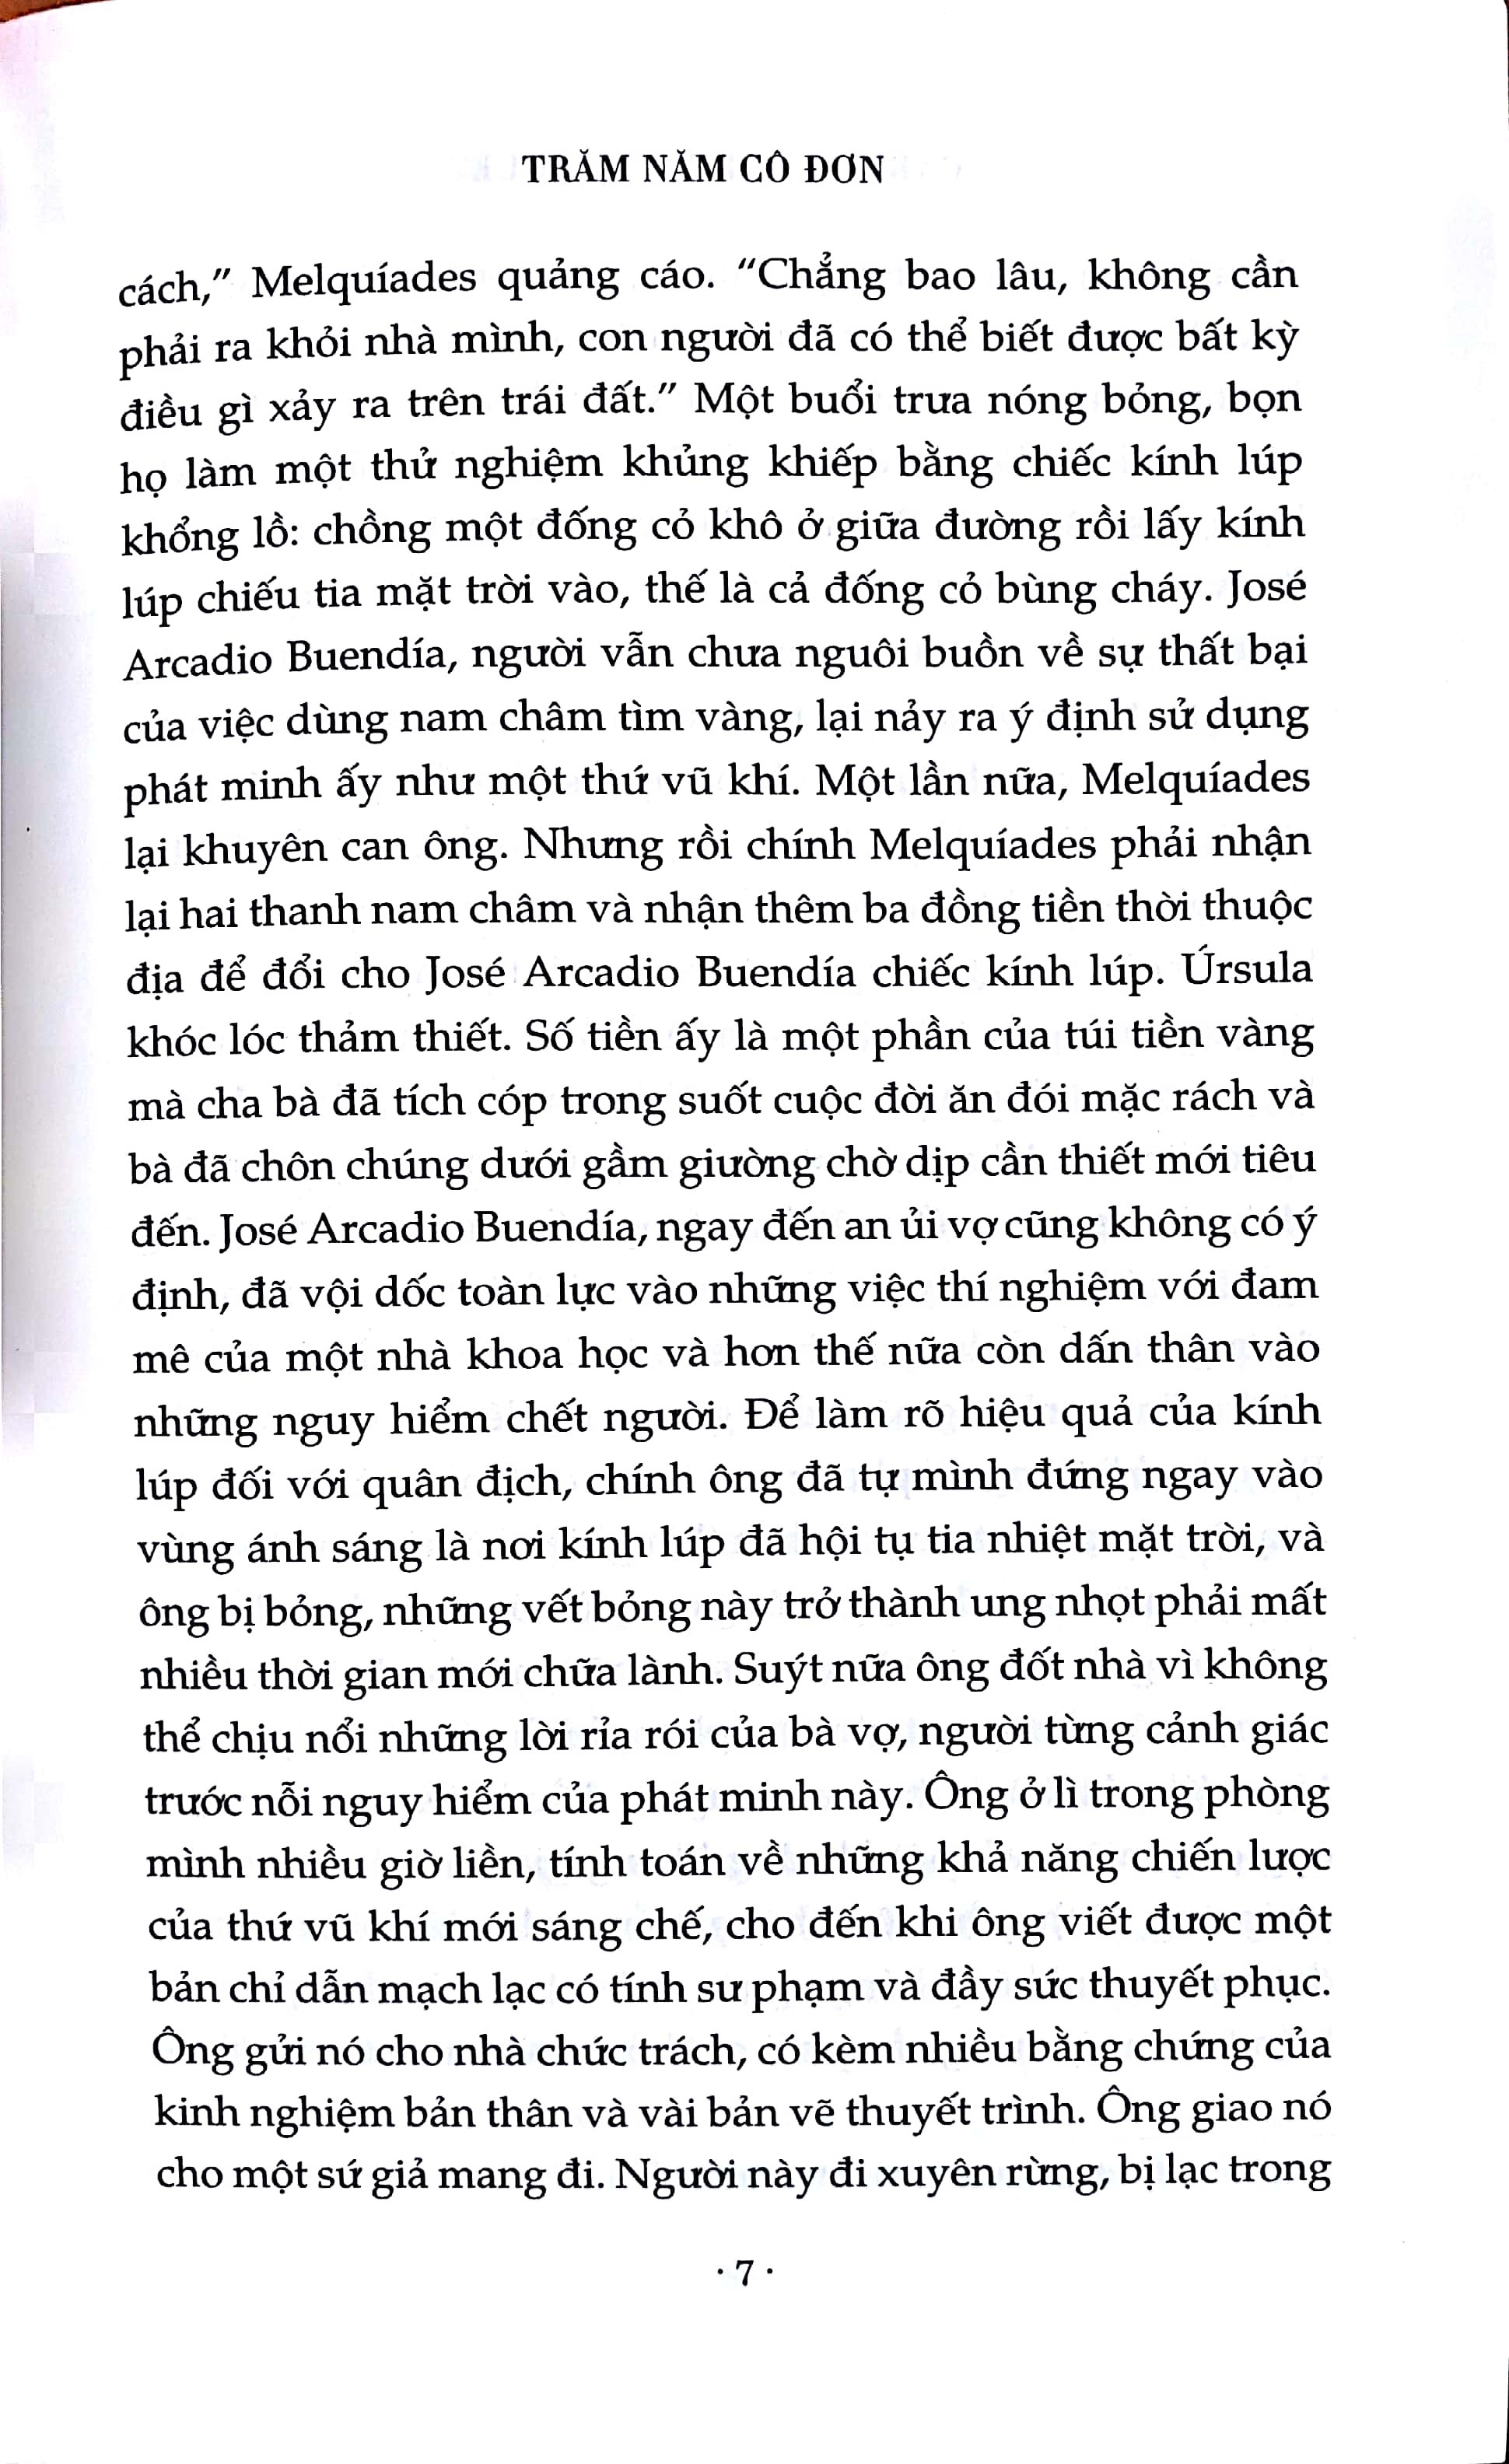 TRĂM NĂM CÔ ĐƠN
cách,” Melquíades quảng cáo. “Chẳng bao lâu, không cần
phải ra khỏi nhà mình, con người đã có thể biết được bất kỳ
điều gì xảy ra trên trái đất.” Một buổi trưa nóng bỏng, bọn
họ làm một thử nghiệm khủng khiếp bằng chiếc kính lúp
khổng lồ: chồng một đống cỏ khô ở giữa đường rồi lấy kính
lúp chiếu tia mặt trời vào, thế là cả đống cỏ bùng cháy. José
Arcadio Buendía, người vẫn chưa nguôi buồn về sự thất bại
của việc dùng nam châm tìm vàng, lại nảy ra ý định sử dụng
phát minh ấy như một thứ vũ khí. Một lần nữa, Melquíades
lại khuyên can ông. Nhưng rồi chính Melquíades phải nhận
lại hai thanh nam châm và nhận thêm ba đồng tiền thời thuộc
địa để đổi cho José Arcadio Buendía chiếc kính lúp. Úrsula
khóc lóc thảm thiết. Số tiền ấy là một phần của túi tiền vàng
mà cha bà đã tích cóp trong suốt cuộc đời ăn đói mặc rách và
bà đã chôn chúng dưới gầm giường chờ dịp cần thiết mới tiêu
đến. José Arcadio Buendía, ngay đến an ủi vợ cũng không có ý
định, đã vội dốc toàn lực vào những việc thí nghiệm với đam
mê của một nhà khoa học và hơn thế nữa còn dấn thân vào
những nguy hiểm chết người. Để làm rõ hiệu quả của kính
lúp đối với quân địch, chính ông đã tự mình đứng ngay vào
vùng ánh sáng là nơi kính lúp đã hội tụ tia nhiệt mặt trời, và
ông bị bỏng, những vết bỏng này trở thành ung nhọt phải mất
nhiều thời gian mới chữa lành. Suýt nữa ông đốt nhà vì không
thể chịu nổi những lời rỉa rói của bà vợ, người từng cảnh giác
trước nỗi nguy hiểm của phát minh này. Ông ở lì trong phòng
mình nhiều giờ liền, tính toán về những khả năng chiến lược
của thứ vũ khí mới sáng chế, cho đến khi ông viết được một
bản chỉ dẫn mạch lạc có tính sư phạm và đầy sức thuyết phục.
Ông gửi nó cho nhà chức trách, có kèm nhiều bằng chứng của
kinh nghiệm bản thân và vài bản vẽ thuyết trình. Ông giao nó
cho một sứ giả mang đi. Người này đi xuyên rừng, bị lạc trong
· 7 ·